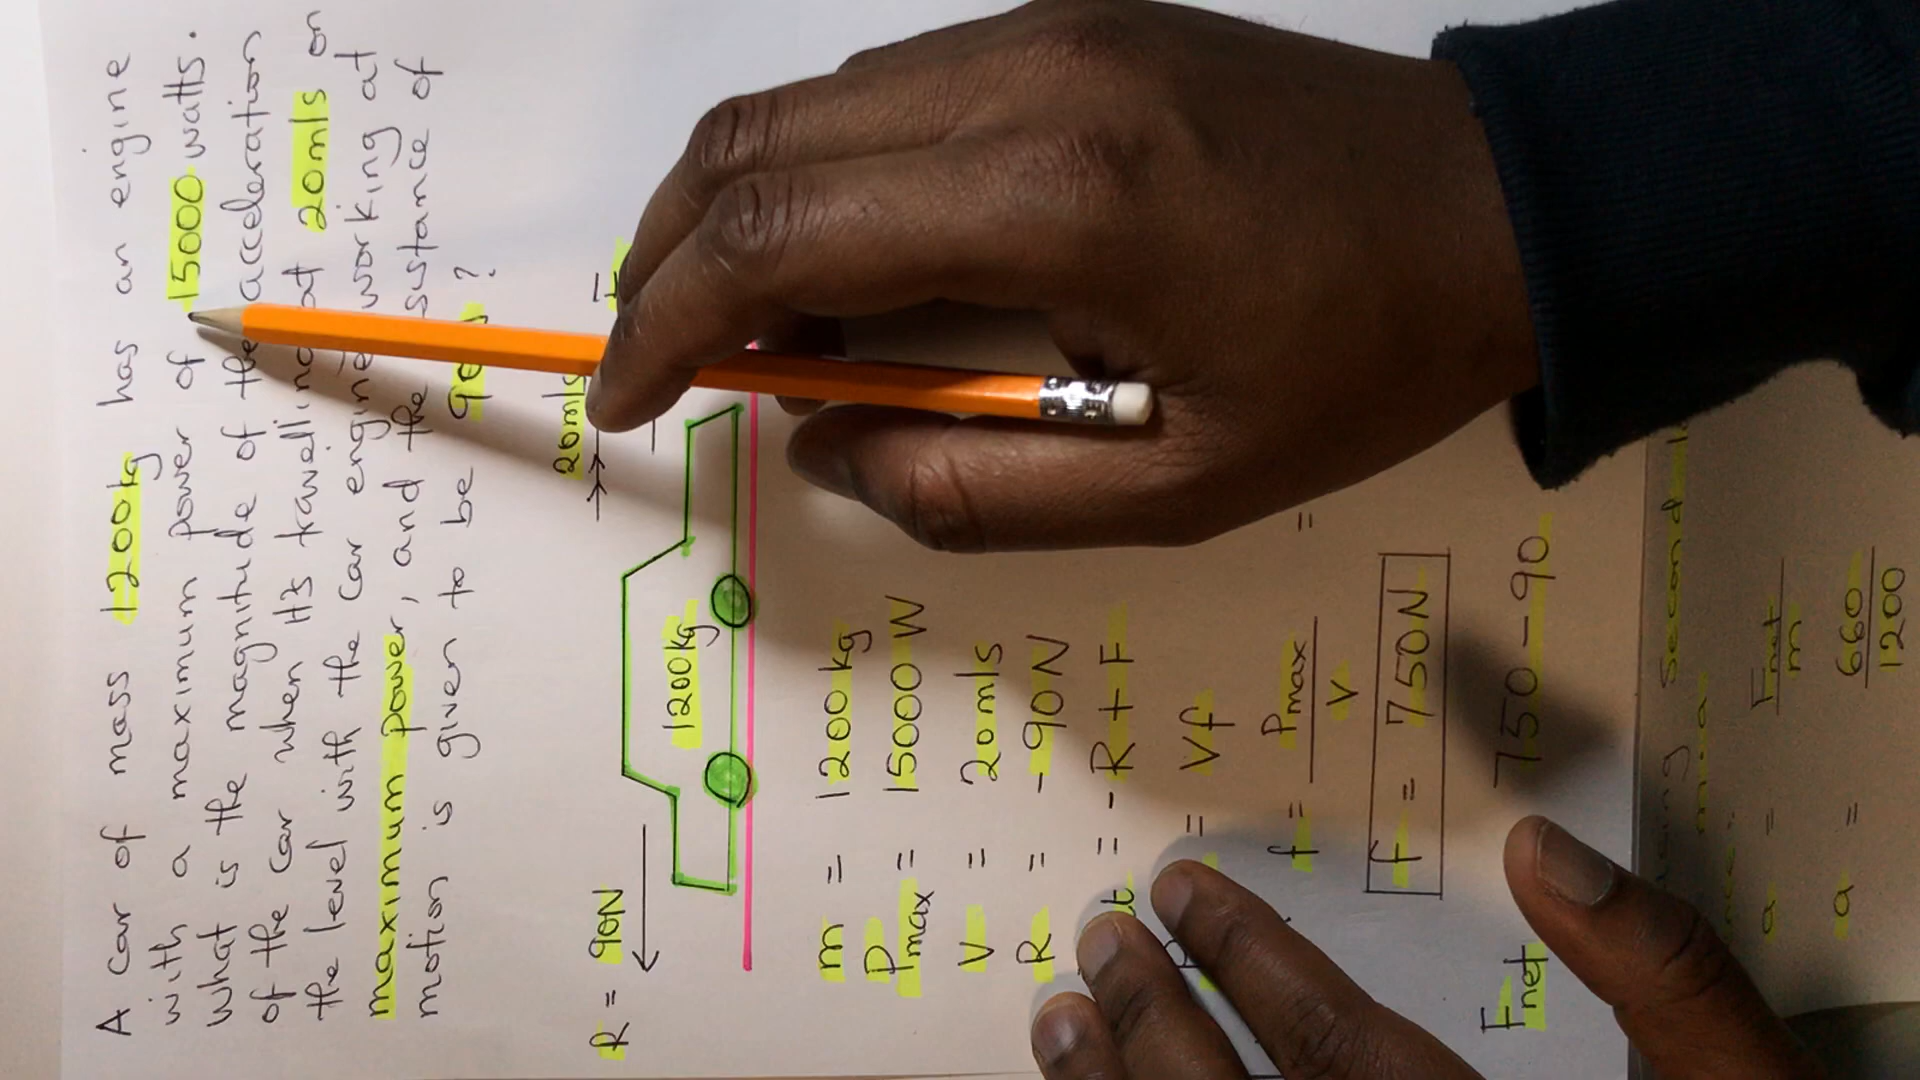 A car of mass 1200kg has an engine
with a maximum power of 15000 watts.
what is the magnitude of the acceleration
of the car when its travelling at 20m/s on
the level with the car engine working at
maximum power, and the resistance of
motion is given to be 90N?
R = 90N
20m/s
F
1200kg
m = 1200kg
Pmax = 15000W
V = 20m/s
R = -90N
= -R+F
= Vf
f = Pmax / V
=
f = 750N
Fnet 750-90
second
m.a
a = Fnet / m
a = 660 / 1200